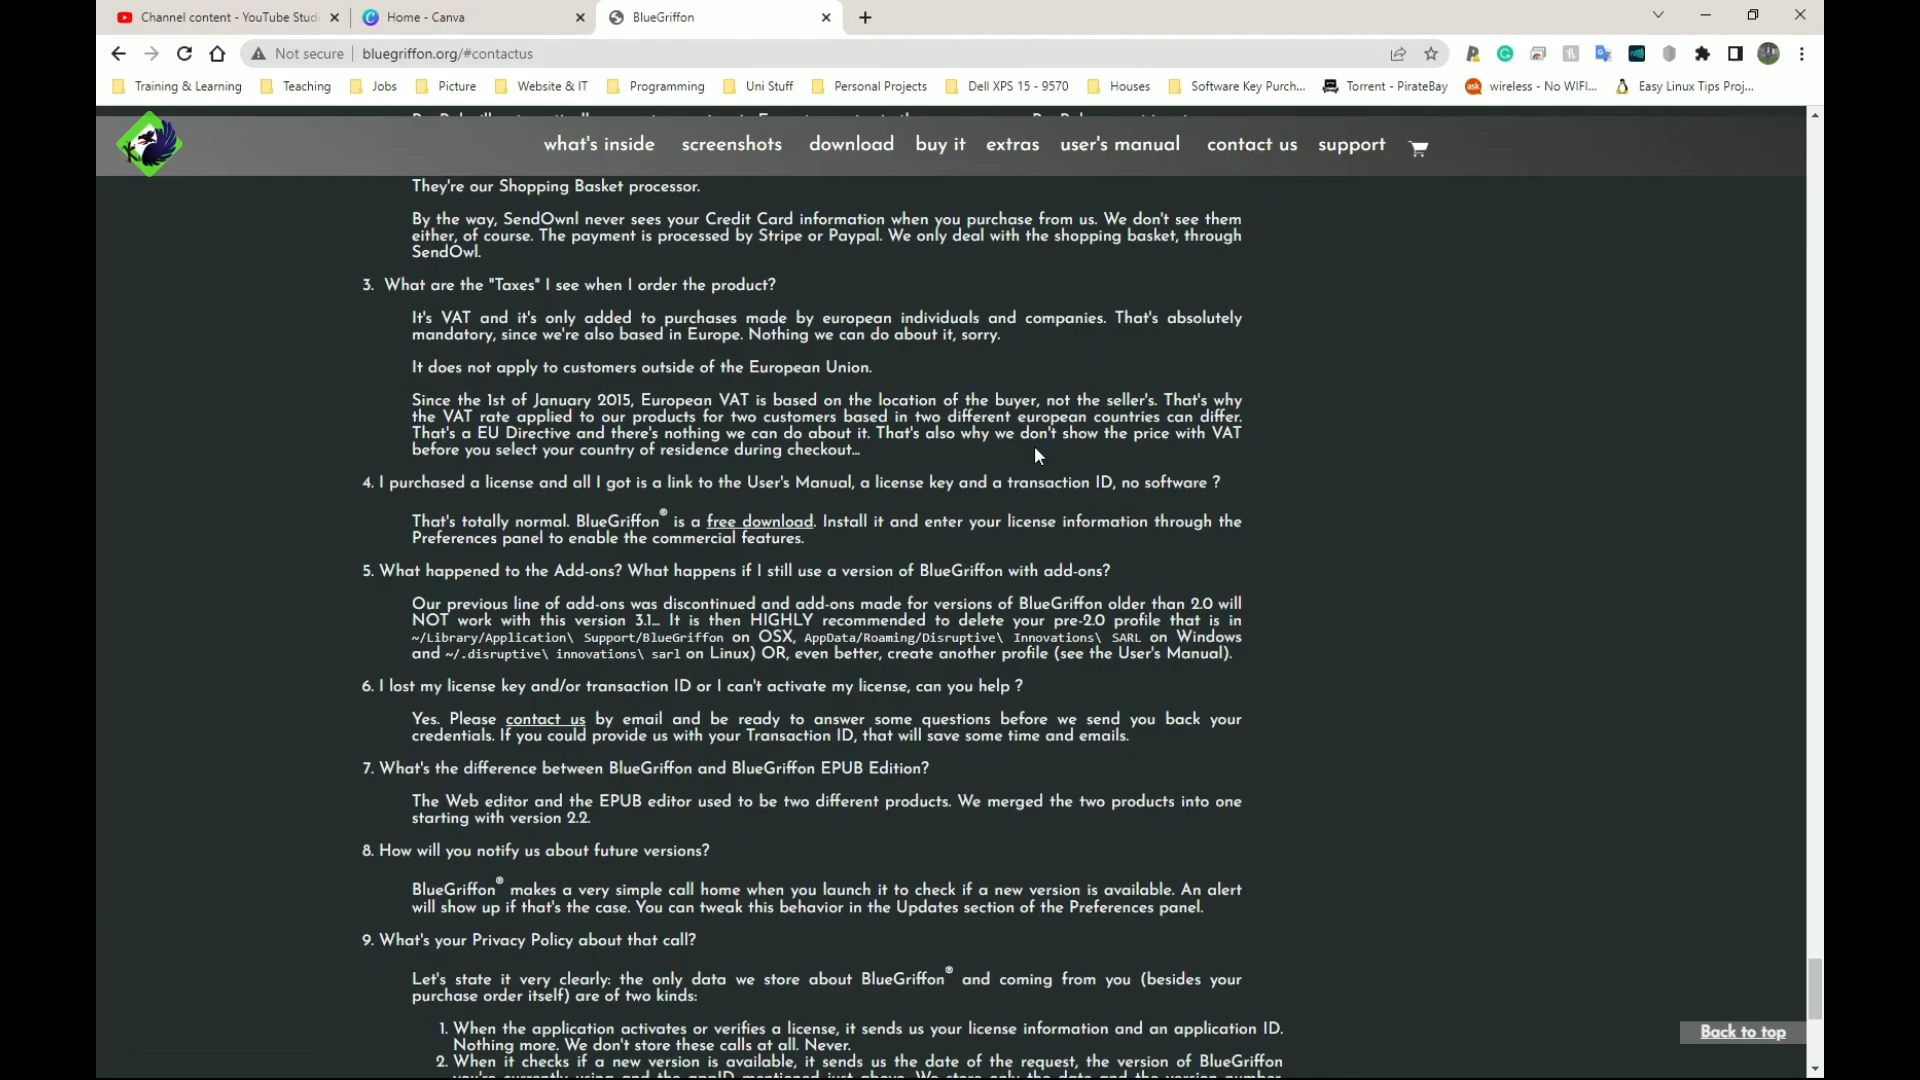 Channel content - YouTube Stud
Home - Canva
BlueGriffon
Not secure
bluegriffon.org/#contactus
Training & Learning
Teaching
Jobs
Picture
Website & IT
Programming
Uni Stuff
Personal Projects
Dell XPS 15 - 9570
Houses
Software Key Purch...
Torrent - PirateBay
ask
wireless - No WIFI...
Easy Linux Tips Proj...
what's inside
screenshots
download
buy it
extras
user's manual
contact us
support
They're our Shopping Basket processor.
By the way, SendOwnl never sees your Credit Card information when you purchase from us. We don't see them
either, of course. The payment is processed by Stripe or Paypal. We only deal with the shopping basket, through
SendOwl.
3. What are the "Taxes" I see when I order the product?
It's VAT and it's only added to purchases made by european individuals and companies. That's absolutely
mandatory, since we're also based in Europe. Nothing we can do about it, sorry.
It does not apply to customers outside of the European Union.
Since the 1st of January 2015, European VAT is based on the location of the buyer, not the seller's. That's why
the VAT rate applied to our products for two customers based in two different european countries can differ.
That's a EU Directive and there's nothing we can do about it. That's also why we don't show the price with VAT
before you select your country of residence during checkout...
4. I purchased a license and all I got is a link to the User's Manual, a license key and a transaction ID, no software ?
That's totally normal. BlueGriffon® is a free download. Install it and enter your license information through the
Preferences panel to enable the commercial features.
5. What happened to the Add-ons? What happens if I still use a version of BlueGriffon with add-ons?
Our previous line of add-ons was discontinued and add-ons made for versions of BlueGriffon older than 2.0 will
NOT work with this version 3.1... It is then HIGHLY recommended to delete your pre-2.0 profile that is in
~/Library/Application\ Support/BlueGriffon on OSX, AppData/Roaming/Disruptive\ Innovations\ SARL on Windows
and ~/.disruptive\ innovations\ sarl on Linux) OR, even better, create another profile (see the User's Manual).
6. I lost my license key and/or transaction ID or I can't activate my license, can you help ?
Yes. Please contact us by email and be ready to answer some questions before we send you back your
credentials. If you could provide us with your Transaction ID, that will save some time and emails.
7. What's the difference between BlueGriffon and BlueGriffon EPUB Edition?
The Web editor and the EPUB editor used to be two different products. We merged the two products into one
starting with version 2.2.
8. How will you notify us about future versions?
BlueGriffon® makes a very simple call home when you launch it to check if a new version is available. An alert
will show up if that's the case. You can tweak this behavior in the Updates section of the Preferences panel.
9. What's your Privacy Policy about that call?
Let's state it very clearly: the only data we store about BlueGriffon® and coming from you (besides your
purchase order itself) are of two kinds:
1. When the application activates or verifies a license, it sends us your license information and an application ID.
Nothing more. We don't store these calls at all. Never.
2. When it checks if a new version is available, it sends us the date of the request, the version of BlueGriffon
Back to top